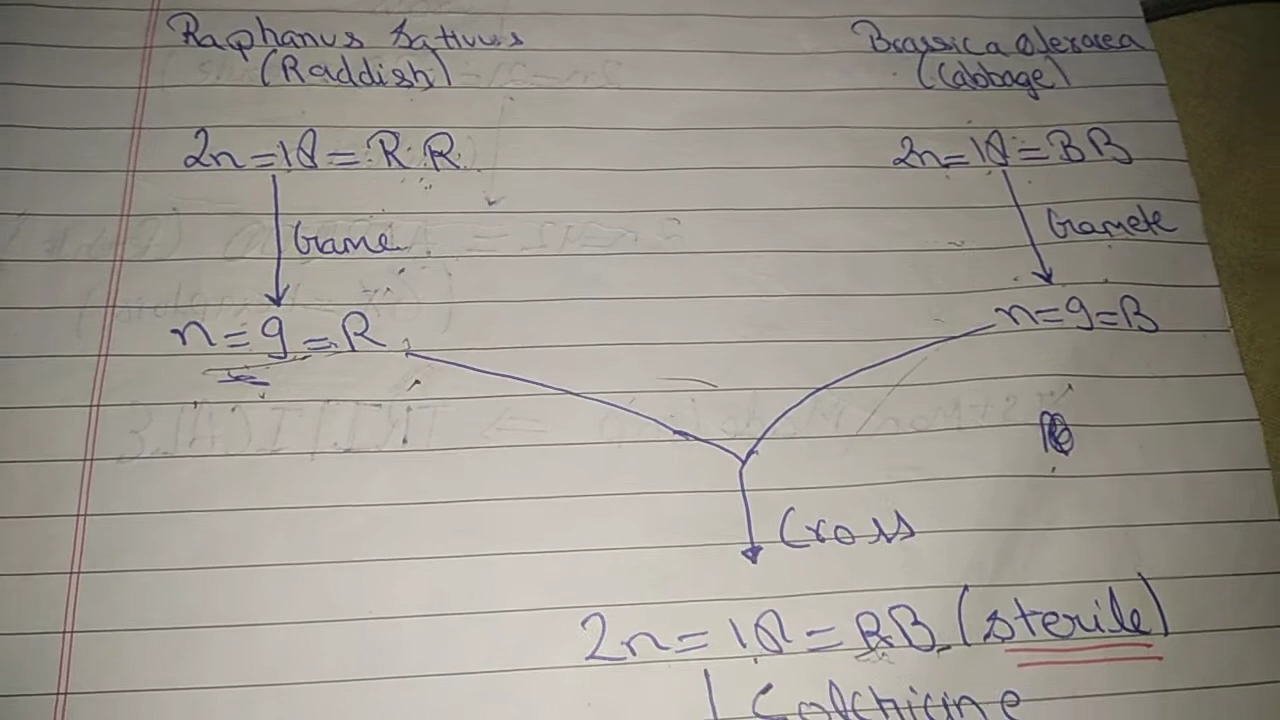 Raphanus Sativus
(Raddish)
Brassica oleracea
(Cabbage)
2n=18=RR
2n=18=BB
Game
Gamete
n=9=R
n=9=B
Cross
2n=18=RB (sterile)
Colchicine